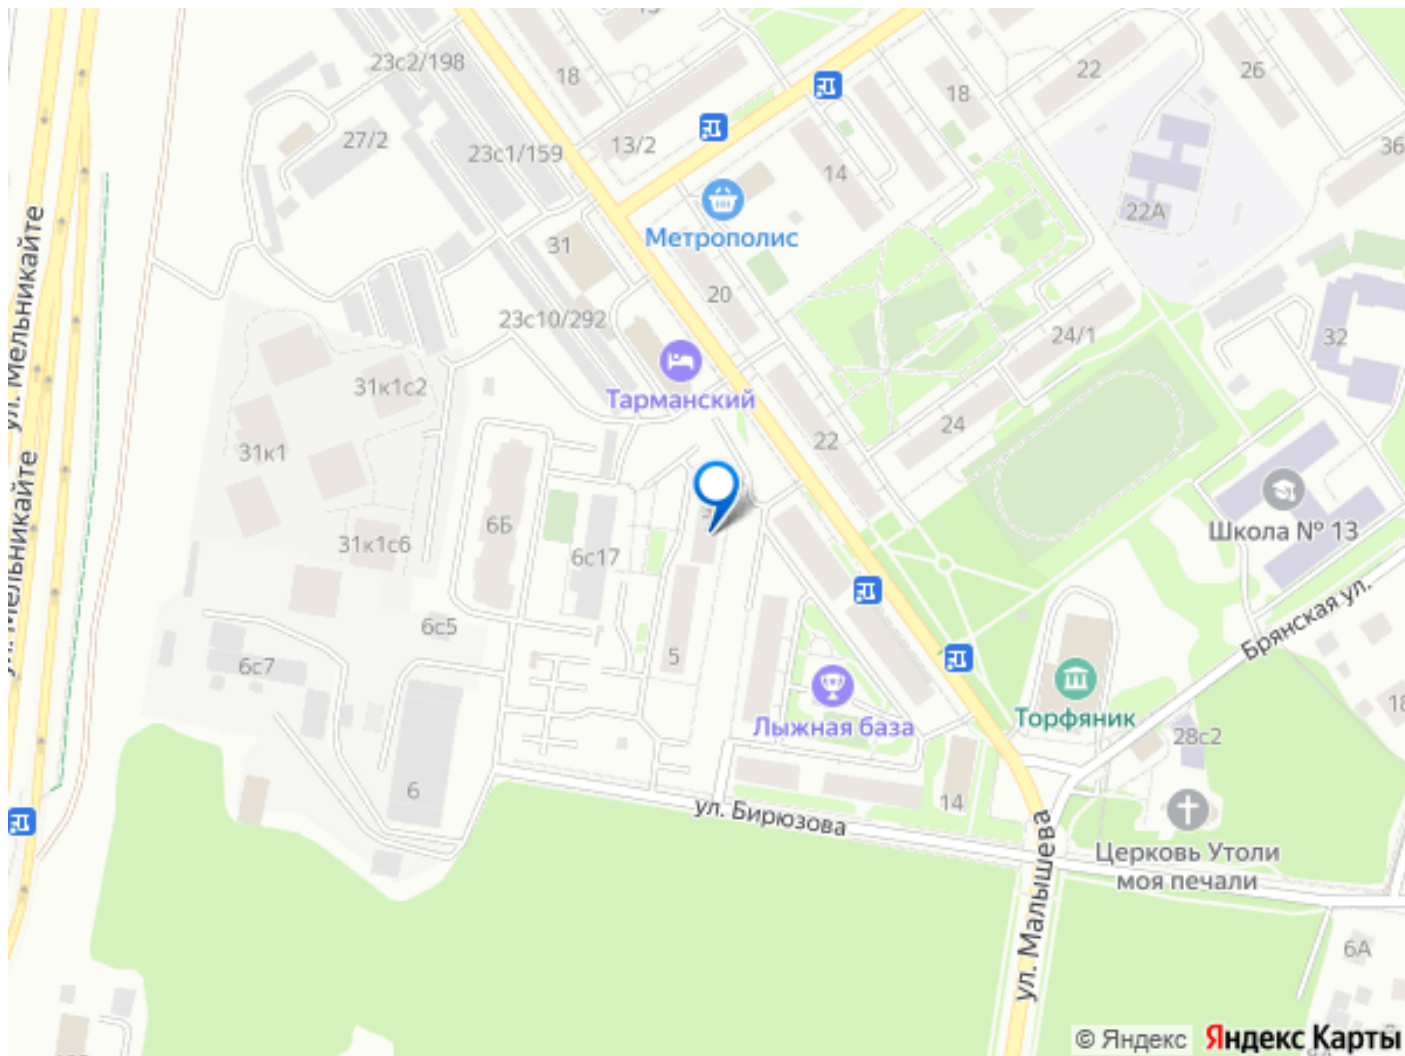 23с2/198
18
22
26
18
27/2
13/2
23с1/159
14
36
22А
Метрополис
31
20
23с10/292
24/1
32
31к1с2
Тарманский
ул. Мельникайте
ул. Мельникайте
ул. Мельникайте
22
24
31к1
6Б
Школа № 13
31к1с6
6с17
Брянская ул.
6с5
5
6с7
Лыжная база
Торфяник
18
28с2
6
14
ул. Бирюзова
ул. Малышева
Церковь Утоли
моя печали
6А
© Яндекс Яндекс Карты